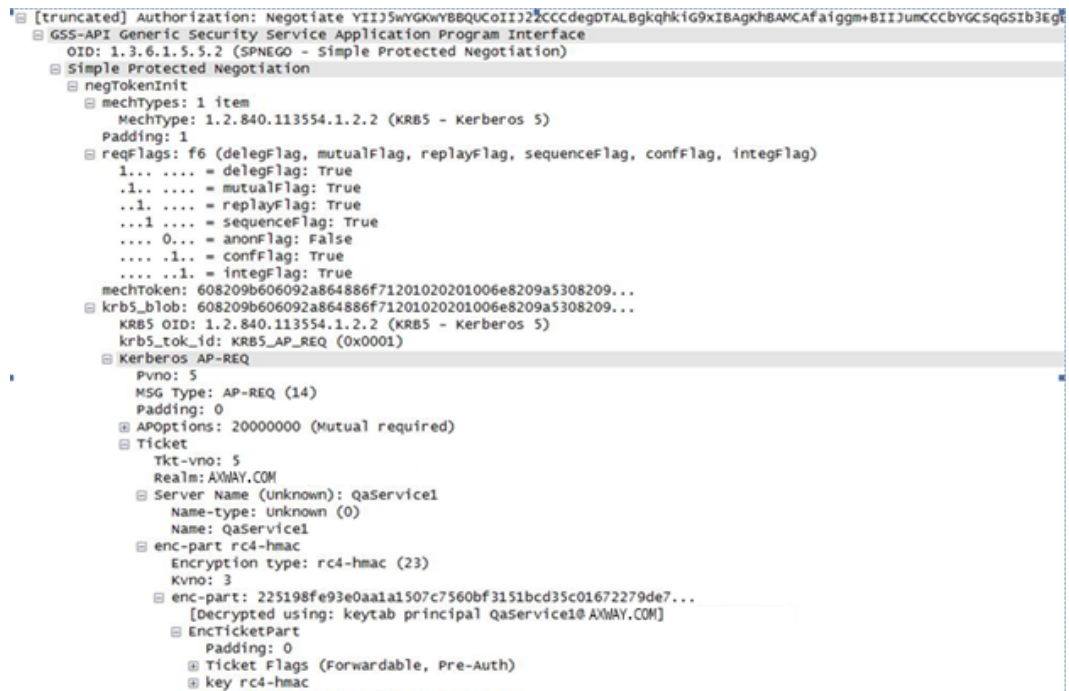 [truncated] Authorization: Negotiate YIIJ5wYGKwYBBQUCoIIJ22CCCdegDTALBgkqhkiG9xIBAgKhBAMCAfaiggm+BIIJumCCCbYGCSqGSIb3EgE
GSS-API Generic Security Service Application Program Interface
OID: 1.3.6.1.5.5.2 (SPNEGO - Simple Protected Negotiation)
Simple Protected Negotiation
negTokenInit
mechTypes: 1 item
MechType: 1.2.840.113554.1.2.2 (KRB5 - Kerberos 5)
Padding: 1
reqFlags: f6 (delegFlag, mutualFlag, replayFlag, sequenceFlag, confFlag, integFlag)
1... .... = delegFlag: True
.1.. .... = mutualFlag: True
..1. .... = replayFlag: True
...1 .... = sequenceFlag: True
.... 0... = anonFlag: False
.... .1.. = confFlag: True
.... ..1. = integFlag: True
mechToken: 608209b606092a864886f71201020201006e8209a5308209...
krb5_blob: 608209b606092a864886f71201020201006e8209a5308209...
KRB5 OID: 1.2.840.113554.1.2.2 (KRB5 - Kerberos 5)
krb5_tok_id: KRB5_AP_REQ (0x0001)
Kerberos AP-REQ
Pvno: 5
MSG Type: AP-REQ (14)
Padding: 0
APOptions: 20000000 (Mutual required)
Ticket
Tkt-vno: 5
Realm: AXWAY.COM
Server Name (Unknown): QaService1
Name-type: Unknown (0)
Name: QaService1
enc-part rc4-hmac
Encryption type: rc4-hmac (23)
Kvno: 3
enc-part: 225198fe93e0aa1a1507c7560bf3151bcd35c01672279de7...
[Decrypted using: keytab principal QaService1@ AXWAY.COM]
EncTicketPart
Padding: 0
Ticket Flags (Forwardable, Pre-Auth)
key rc4-hmac